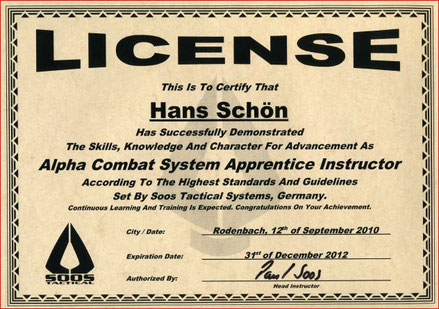 LICENSE
This Is To Certify That
Hans Schön
Has Successfully Demonstrated
The Skills, Knowledge And Character For Advancement As
Alpha Combat System Apprentice Instructor
According To The Highest Standards And Guidelines
Set By Soos Tactical Systems, Germany.
Continuous Learning And Training Is Expected. Congratulations On Your Achievement.
City / Date: Rodenbach, 12th of September 2010
Expiration Date: 31st of December 2012
Authorized By: Paul Soos
Head Instructor
SOOS
TACTICAL